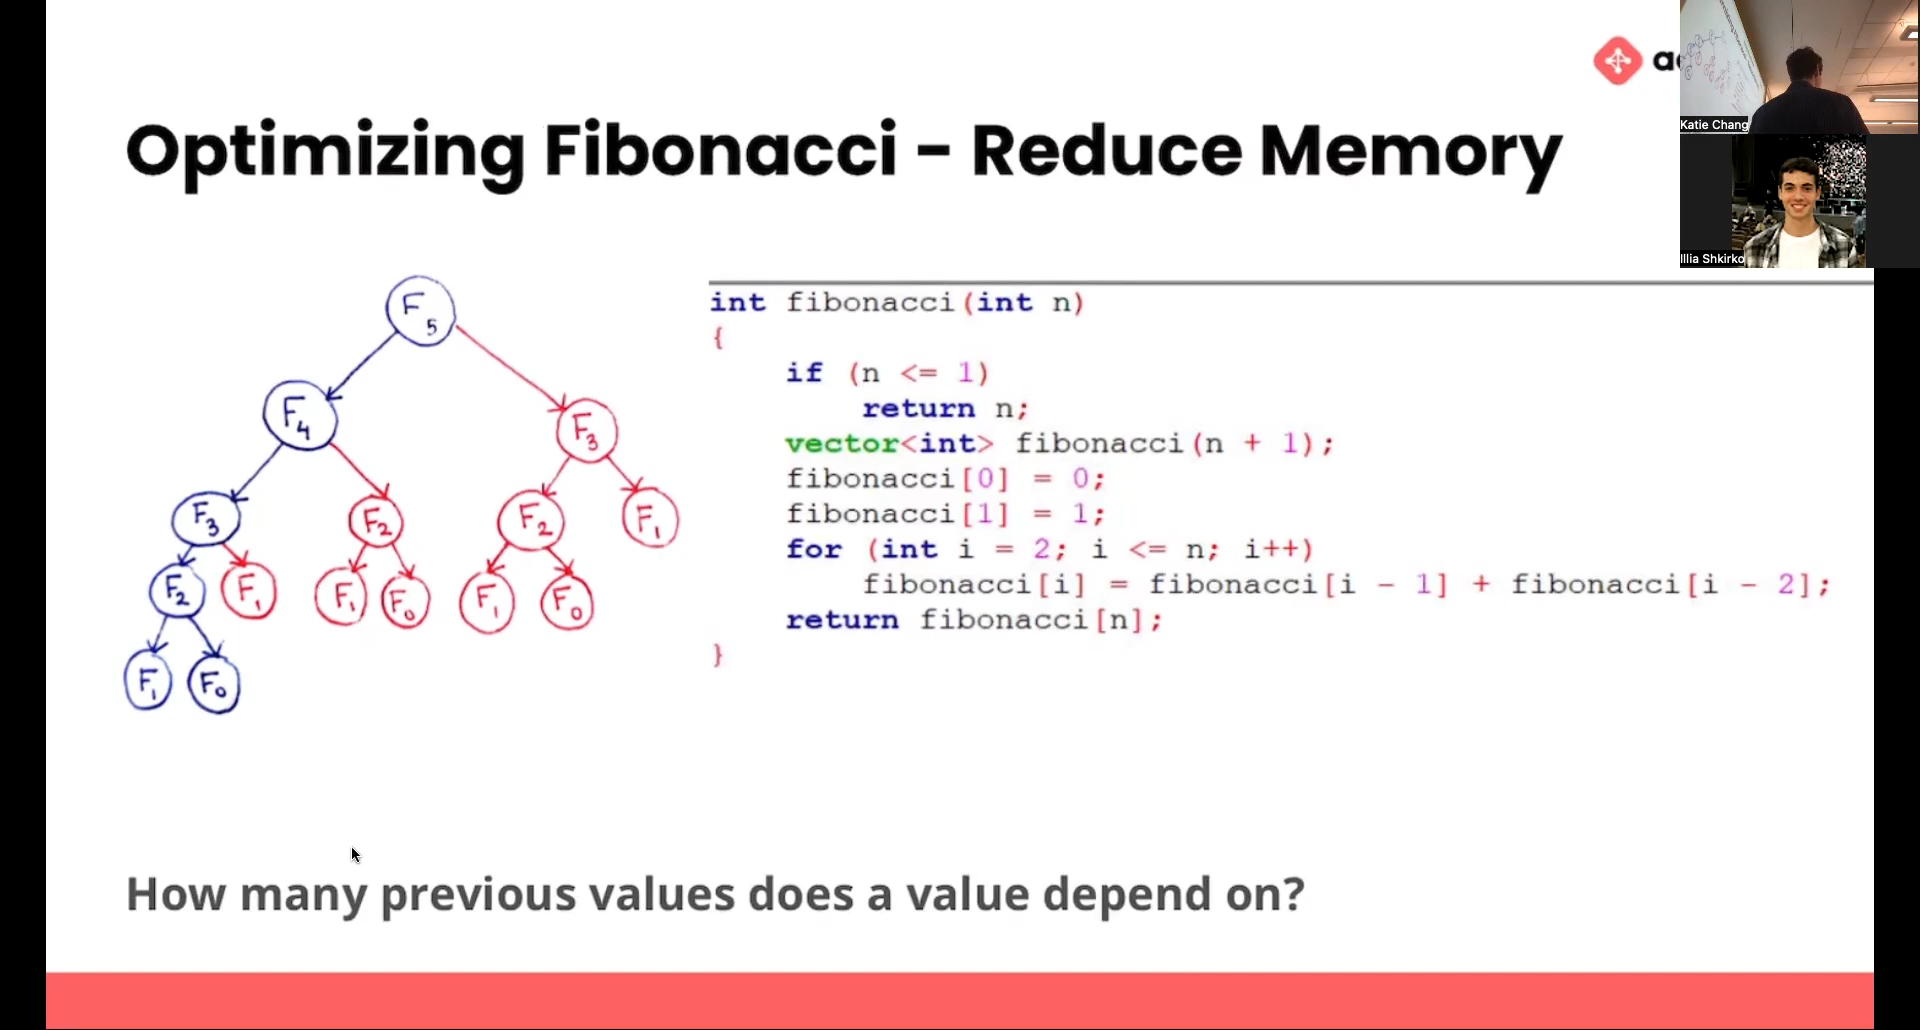 Optimizing Fibonacci - Reduce Memory
Katie Chang
Illia Shkirko
F5
F4
F3
F3
F2
F2
F1
F2
F1
F1
F0
F1
F0
F1
F0
int fibonacci(int n)
{
    if (n <= 1)
        return n;
    vector<int> fibonacci(n + 1);
    fibonacci[0] = 0;
    fibonacci[1] = 1;
    for (int i = 2; i <= n; i++)
        fibonacci[i] = fibonacci[i - 1] + fibonacci[i - 2];
    return fibonacci[n];
}
How many previous values does a value depend on?